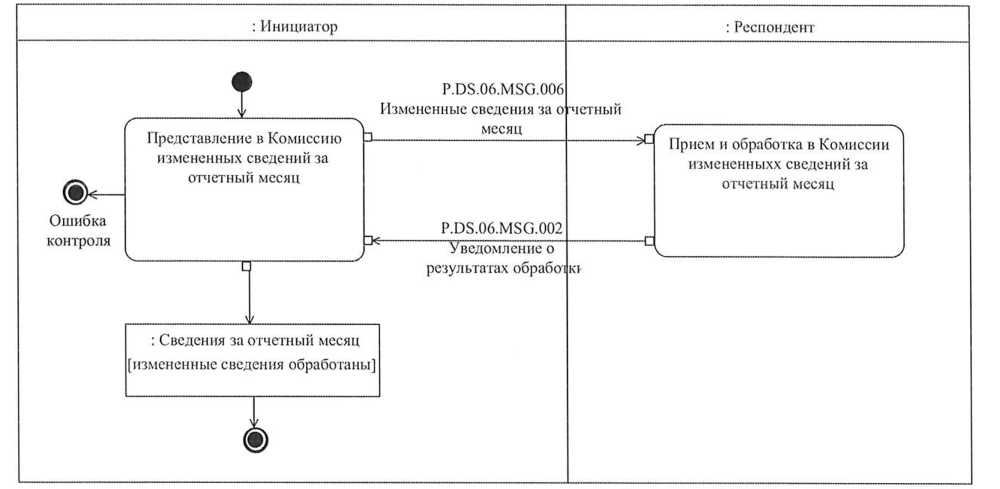 : Инициатор
: Респондент
P.DS.06.MSG.006
Измененные сведения за отчетный
месяц
Представление в Комиссию
измененных сведений за
отчетный месяц
Прием и обработка в Комиссии
измененныхх сведений за
отчетный месяц
Ошибка
контроля
P.DS.06.MSG.002
Уведомление о
результатах обработки
: Сведения за отчетный месяц
[измененные сведения обработаны]